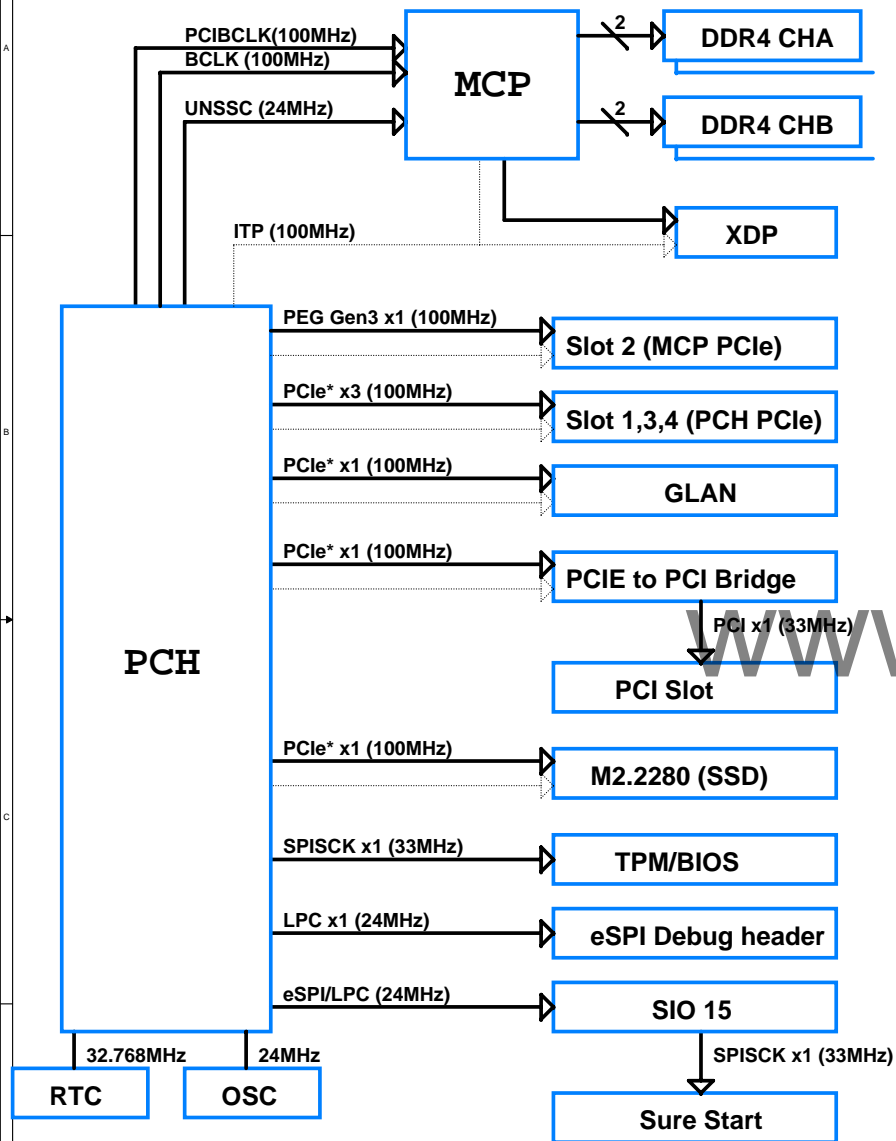 A
PCIBCLK(100MHz)
BCLK (100MHz)
UNSSC (24MHz)
MCP
2
DDR4 CHA
2
DDR4 CHB
ITP (100MHz)
XDP
PEG Gen3 x1 (100MHz)
Slot 2 (MCP PCIe)
B
PCIe* x3 (100MHz)
Slot 1,3,4 (PCH PCIe)
PCIe* x1 (100MHz)
GLAN
PCIe* x1 (100MHz)
PCIE to PCI Bridge
PCI x1 (33MHz)
PCH
PCI Slot
PCIe* x1 (100MHz)
M2.2280 (SSD)
C
SPISCK x1 (33MHz)
TPM/BIOS
LPC x1 (24MHz)
eSPI Debug header
eSPI/LPC (24MHz)
SIO 15
32.768MHz
24MHz
SPISCK x1 (33MHz)
RTC
OSC
Sure Start